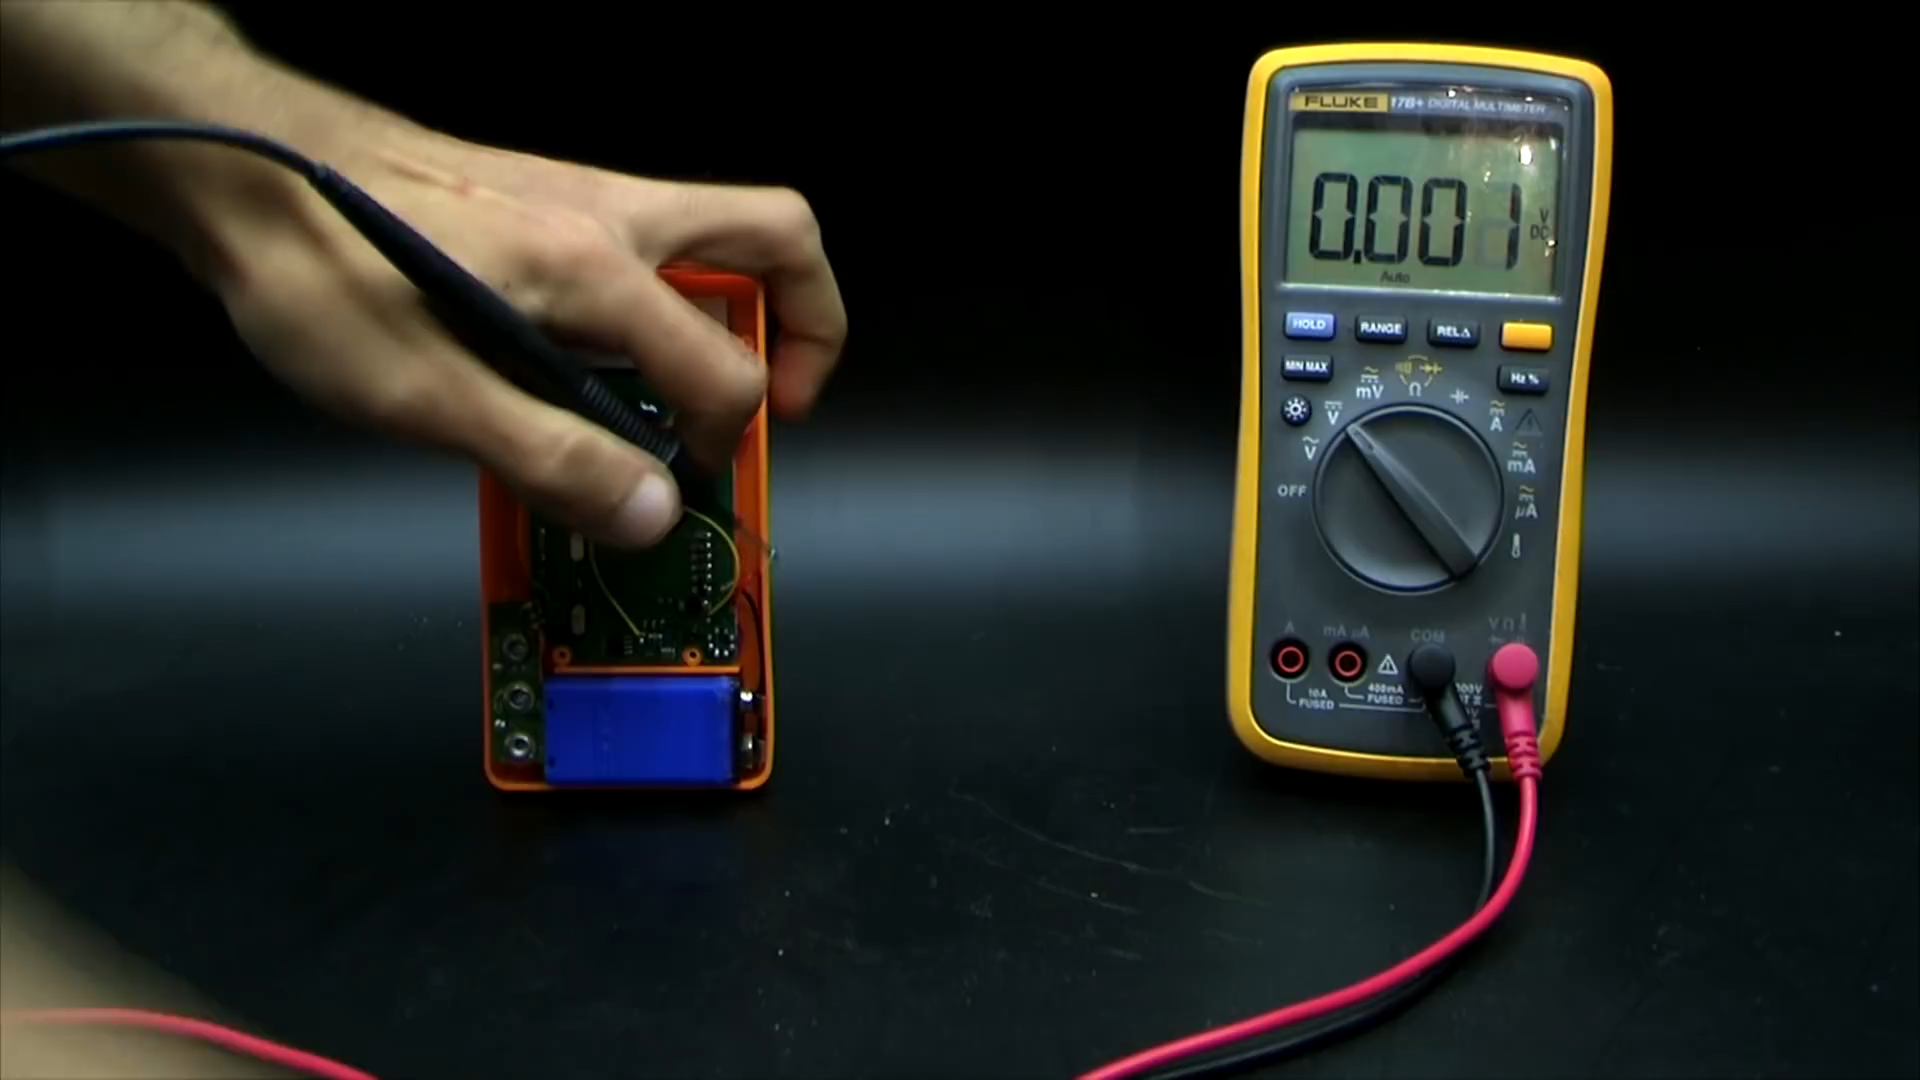 FLUKE 17B+ DIGITAL MULTIMETER
0.001 V DC
Auto
HOLD RANGE REL△
MIN MAX Hz %
mV Ω
V A
V mA
OFF µA
A mA µA COM V Ω
10A FUSED 400mA FUSED